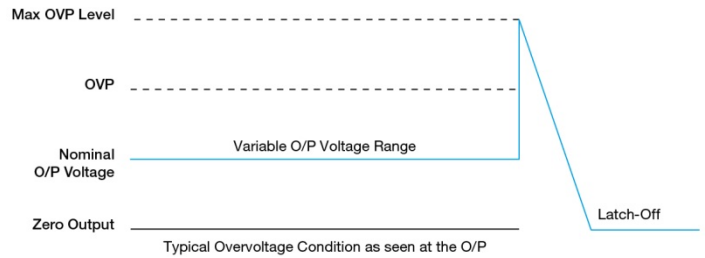 Max OVP Level
OVP
Variable O/P Voltage Range
Nominal
O/P Voltage
Zero Output
Latch-Off
Typical Overvoltage Condition as seen at the O/P